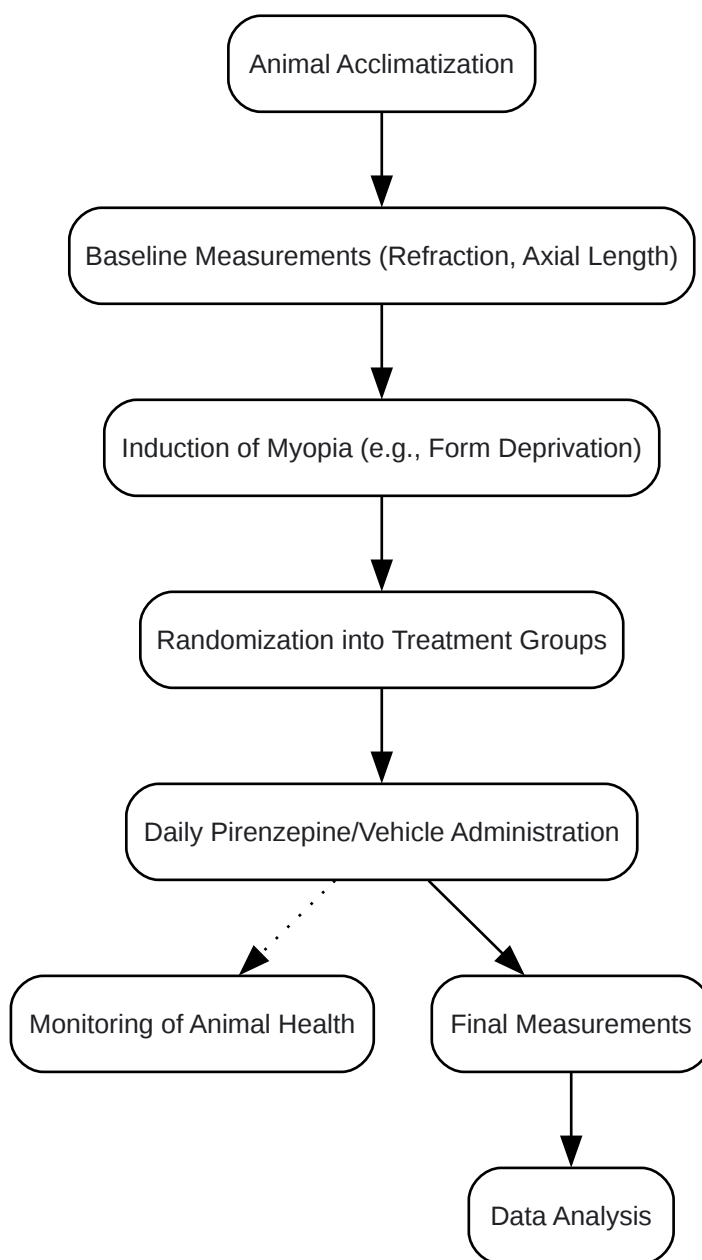 Animal Acclimatization
Baseline Measurements (Refraction, Axial Length)
Induction of Myopia (e.g., Form Deprivation)
Randomization into Treatment Groups
Daily Pirenzepine/Vehicle Administration
Monitoring of Animal Health
Final Measurements
Data Analysis